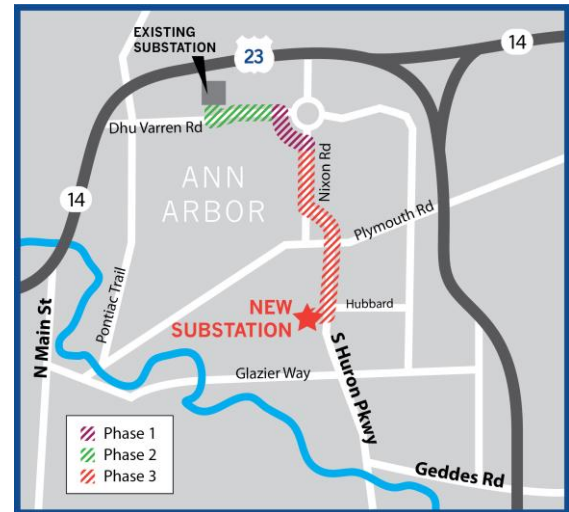 EXISTING
SUBSTATION
23
14
Dhu Varren Rd
Nixon Rd
ANN
ARBOR
14
Plymouth Rd
Pontiac Trail
N Main St
NEW
SUBSTATION
Hubbard
S Huron Pkwy
Glazier Way
Phase 1
Phase 2
Phase 3
Geddes Rd